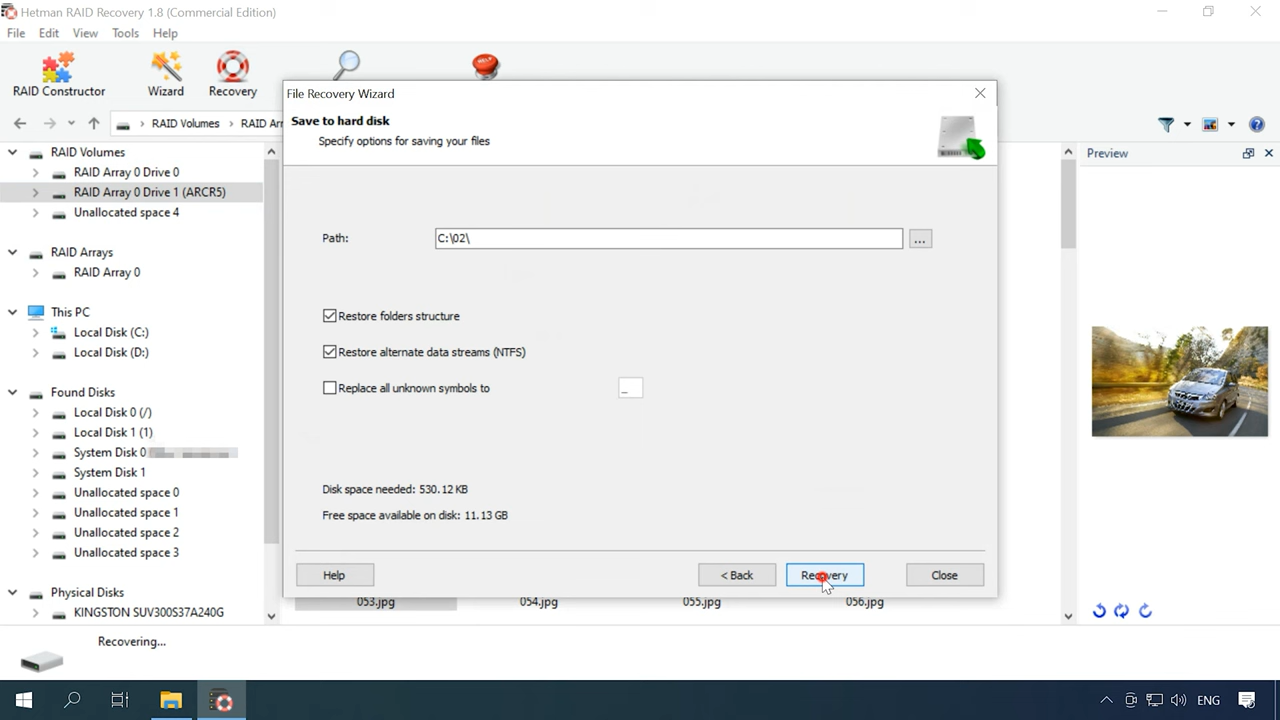 Hetman RAID Recovery 1.8 (Commercial Edition)
File Edit View Tools Help
RAID Constructor Wizard Recovery
RAID Volumes RAID Arr
RAID Volumes
RAID Array 0 Drive 0
RAID Array 0 Drive 1 (ARCR5)
Unallocated space 4
RAID Arrays
RAID Array 0
This PC
Local Disk (C:)
Local Disk (D:)
Found Disks
Local Disk 0 (/)
Local Disk 1 (1)
System Disk 0
System Disk 1
Unallocated space 0
Unallocated space 1
Unallocated space 2
Unallocated space 3
Physical Disks
KINGSTON SUV300S37A240G
File Recovery Wizard
Save to hard disk
Specify options for saving your files
Path: C:\02\ ...
Restore folders structure
Restore alternate data streams (NTFS)
Replace all unknown symbols to _
Disk space needed: 530.12 KB
Free space available on disk: 11.13 GB
Help < Back Recovery Close
053.jpg 054.jpg 055.jpg 056.jpg
Preview
Recovering...
ENG